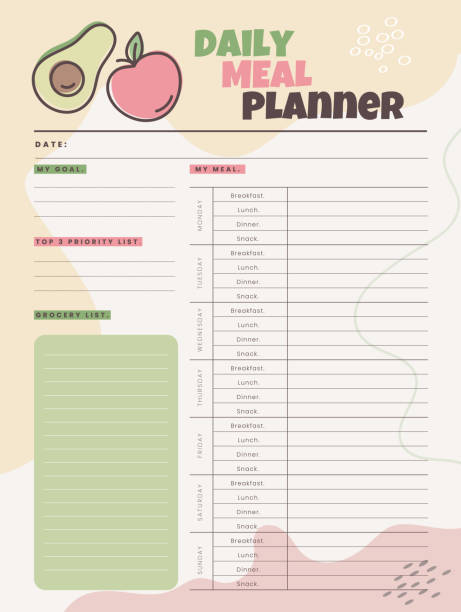 DAILY
MEAL
PLANNER
DATE:
MY GOAL.
TOP 3 PRIORITY LIST.
GROCERY LIST.
MY MEAL.
MONDAY
Breakfast.
Lunch.
Dinner.
Snack.
TUESDAY
Breakfast.
Lunch.
Dinner.
Snack.
WEDNESDAY
Breakfast.
Lunch.
Dinner.
Snack.
THURSDAY
Breakfast.
Lunch.
Dinner.
Snack.
FRIDAY
Breakfast.
Lunch.
Dinner.
Snack.
SATURDAY
Breakfast.
Lunch.
Dinner.
Snack.
SUNDAY
Breakfast.
Lunch.
Dinner.
Snack.